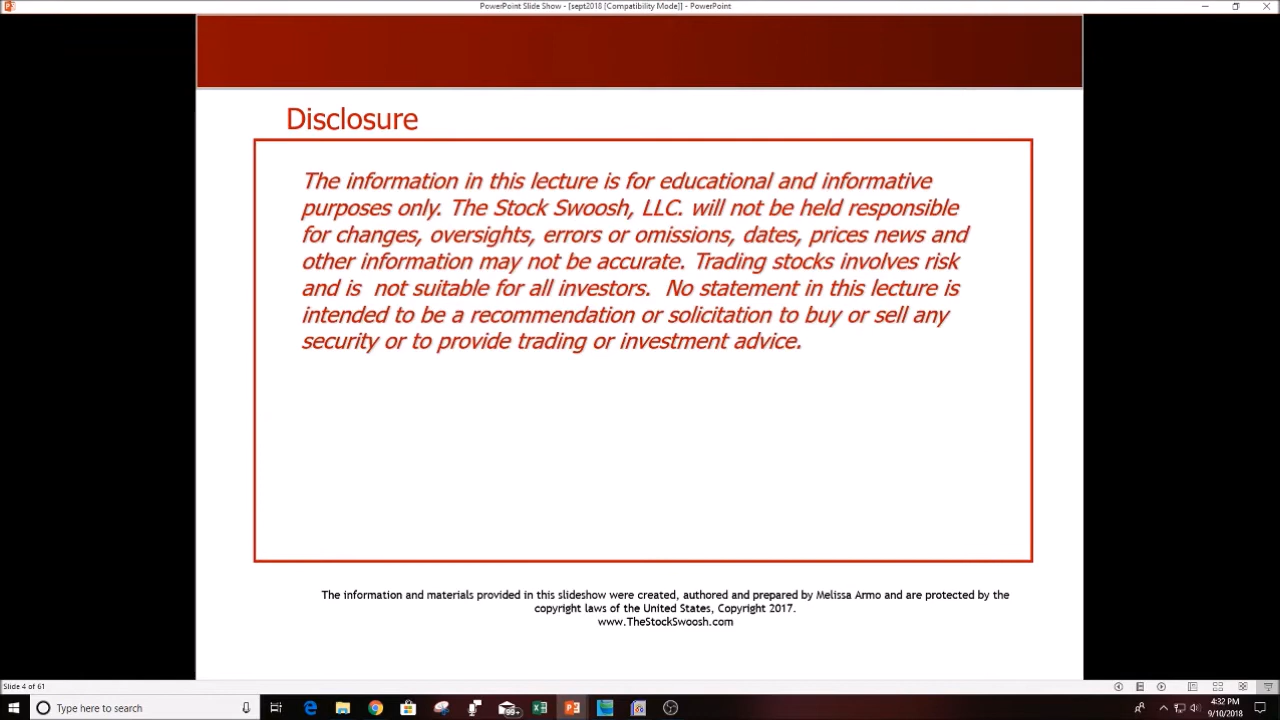 PowerPoint Slide Show - [sept2018 [Compatibility Mode]] - PowerPoint
Disclosure
The information in this lecture is for educational and informative
purposes only. The Stock Swoosh, LLC. will not be held responsible
for changes, oversights, errors or omissions, dates, prices news and
other information may not be accurate. Trading stocks involves risk
and is  not suitable for all investors.  No statement in this lecture is
intended to be a recommendation or solicitation to buy or sell any
security or to provide trading or investment advice.
The information and materials provided in this slideshow were created, authored and prepared by Melissa Armo and are protected by the
copyright laws of the United States, Copyright 2017.
www.TheStockSwoosh.com
Slide 4 of 61
Type here to search
99+
4:32 PM
9/10/2018